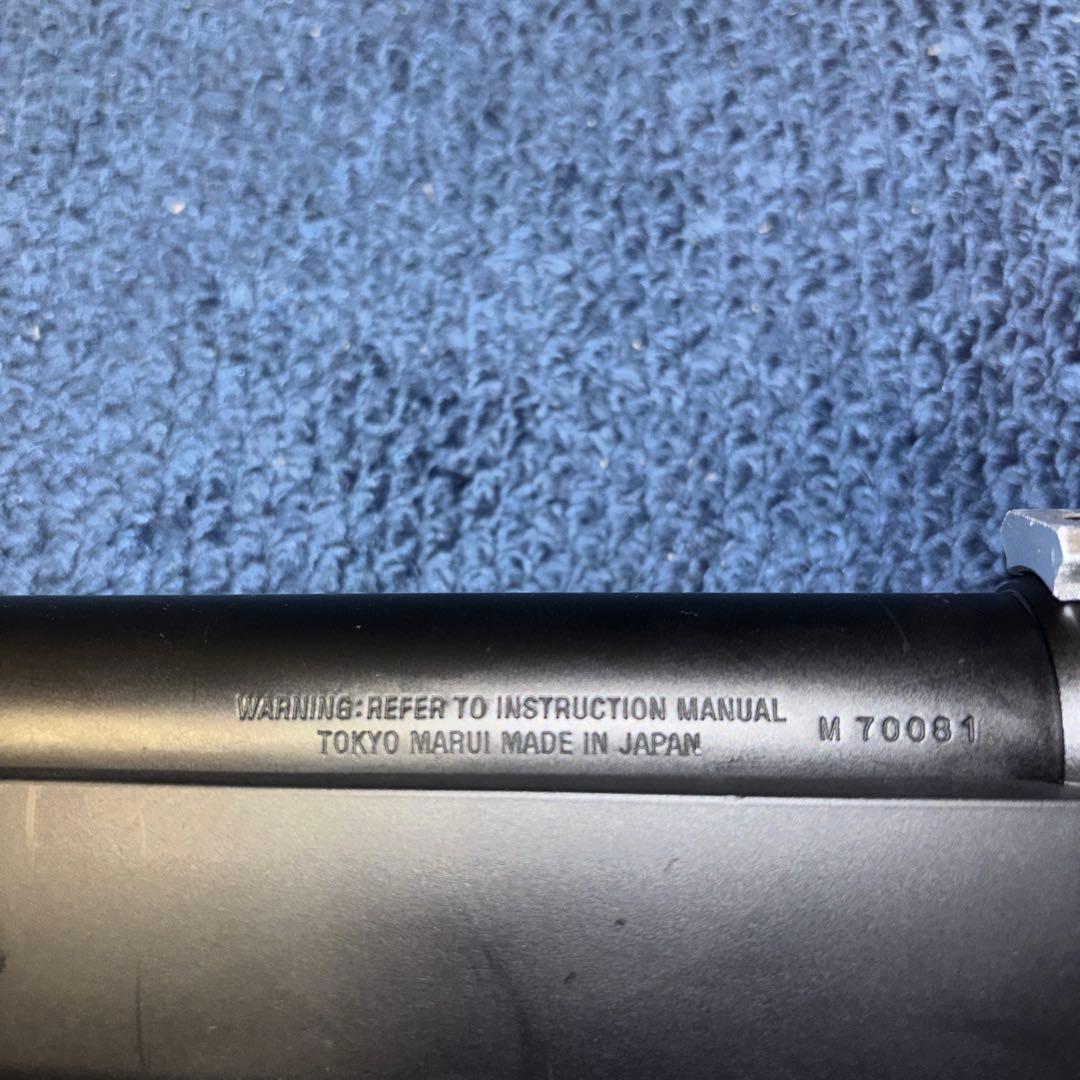 WARNING:REFER TO INSTRUCTION MANUAL
TOKYO MARUI MADE IN JAPAN
M 70081